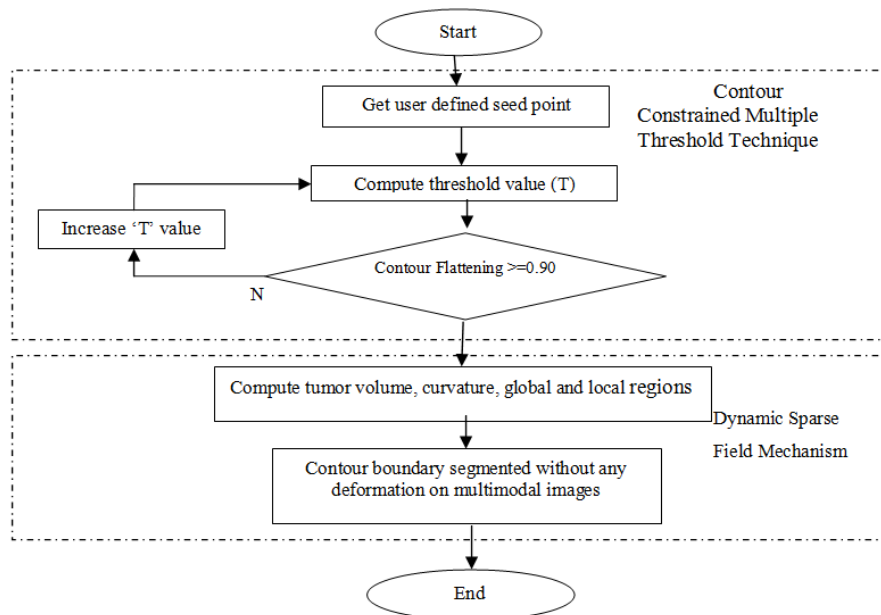 Start
Get user defined seed point
Contour
Constrained Multiple
Threshold Technique
Compute threshold value (T)
Increase ‘T’ value
Contour Flattening >=0.90
N
Compute tumor volume, curvature, global and local regions
Dynamic Sparse
Field Mechanism
Contour boundary segmented without any
deformation on multimodal images
End